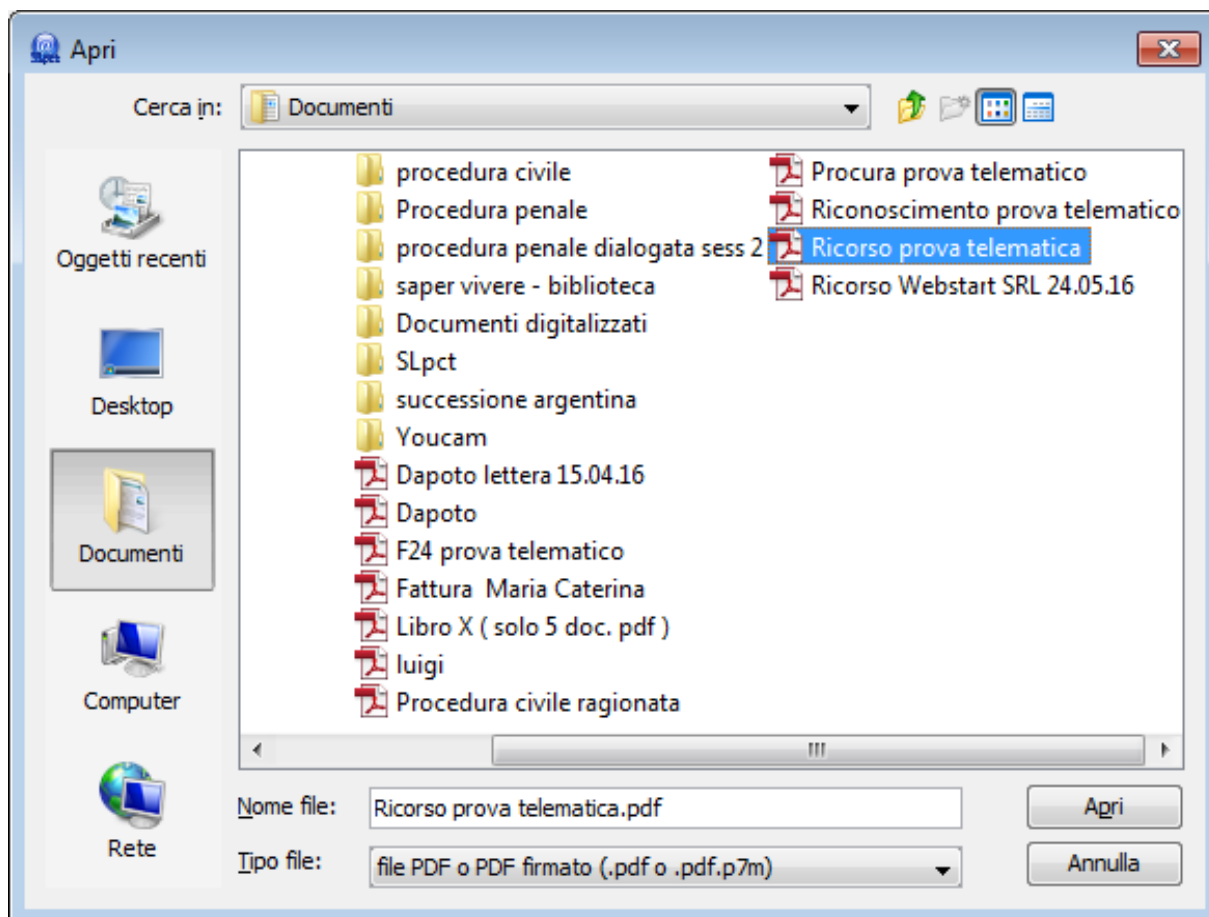 Apri
Cerca in:
Documenti
Oggetti recenti
Desktop
Documenti
Computer
Rete
procedura civile
Procedura penale
procedura penale dialogata sess 2
saper vivere - biblioteca
Documenti digitalizzati
SLpct
successione argentina
Youcam
Dapoto lettera 15.04.16
Dapoto
F24 prova telematico
Fattura  Maria Caterina
Libro X ( solo 5 doc. pdf )
luigi
Procedura civile ragionata
Procura prova telematico
Riconoscimento prova telematico
Ricorso prova telematica
Ricorso Webstart SRL 24.05.16
Nome file:
Ricorso prova telematica.pdf
Apri
Tipo file:
file PDF o PDF firmato (.pdf o .pdf.p7m)
Annulla